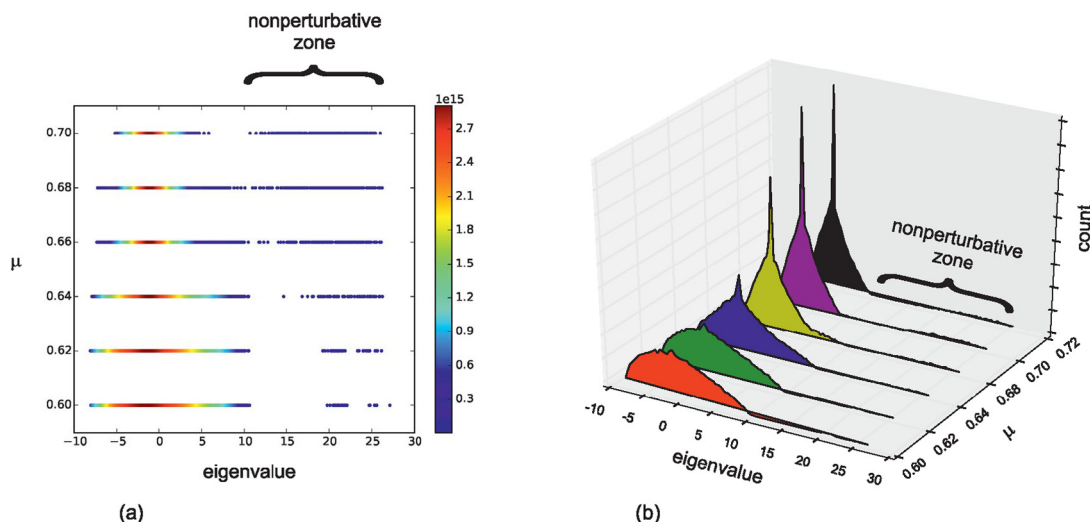 nonperturbative
zone
1e15
0.70
0.68
0.66
0.64
0.62
0.60
μ
-10 -5 0 5 10 15 20 25 30
eigenvalue
2.7
2.4
2.1
1.8
1.5
1.2
0.9
0.6
0.3
(a)
nonperturbative
zone
count
-10 -5 0 5 10 15 20 25 30
eigenvalue
0.60 0.62 0.64 0.66 0.68 0.70 0.72
μ
(b)